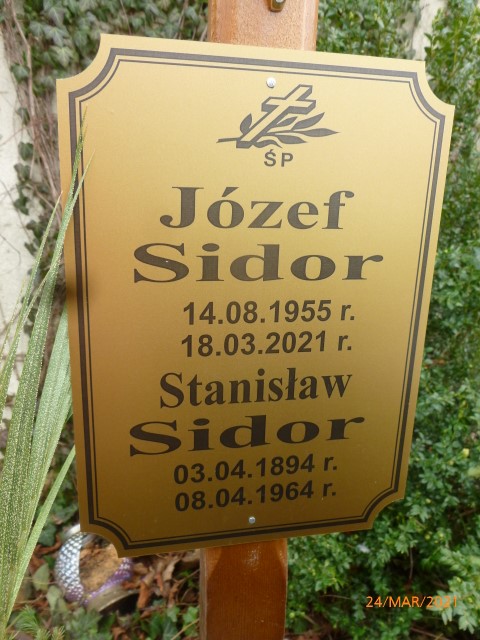 ŚP
Józef
Sidor
14.08.1955 r.
18.03.2021 r.
Stanisław
Sidor
03.04.1894 r.
08.04.1964 r.
24/MAR/2021